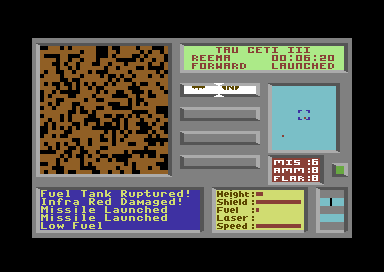 TAU CETI III
REEMA 00:06:20
FORWARD LAUNCHED
MIS:6
AMM:8
FLAR:8
Fuel Tank Ruptured!
Infra Red Damaged!
Missile Launched
Missile Launched
Low Fuel
Height:
Shield:
Fuel :
Laser:
Speed: